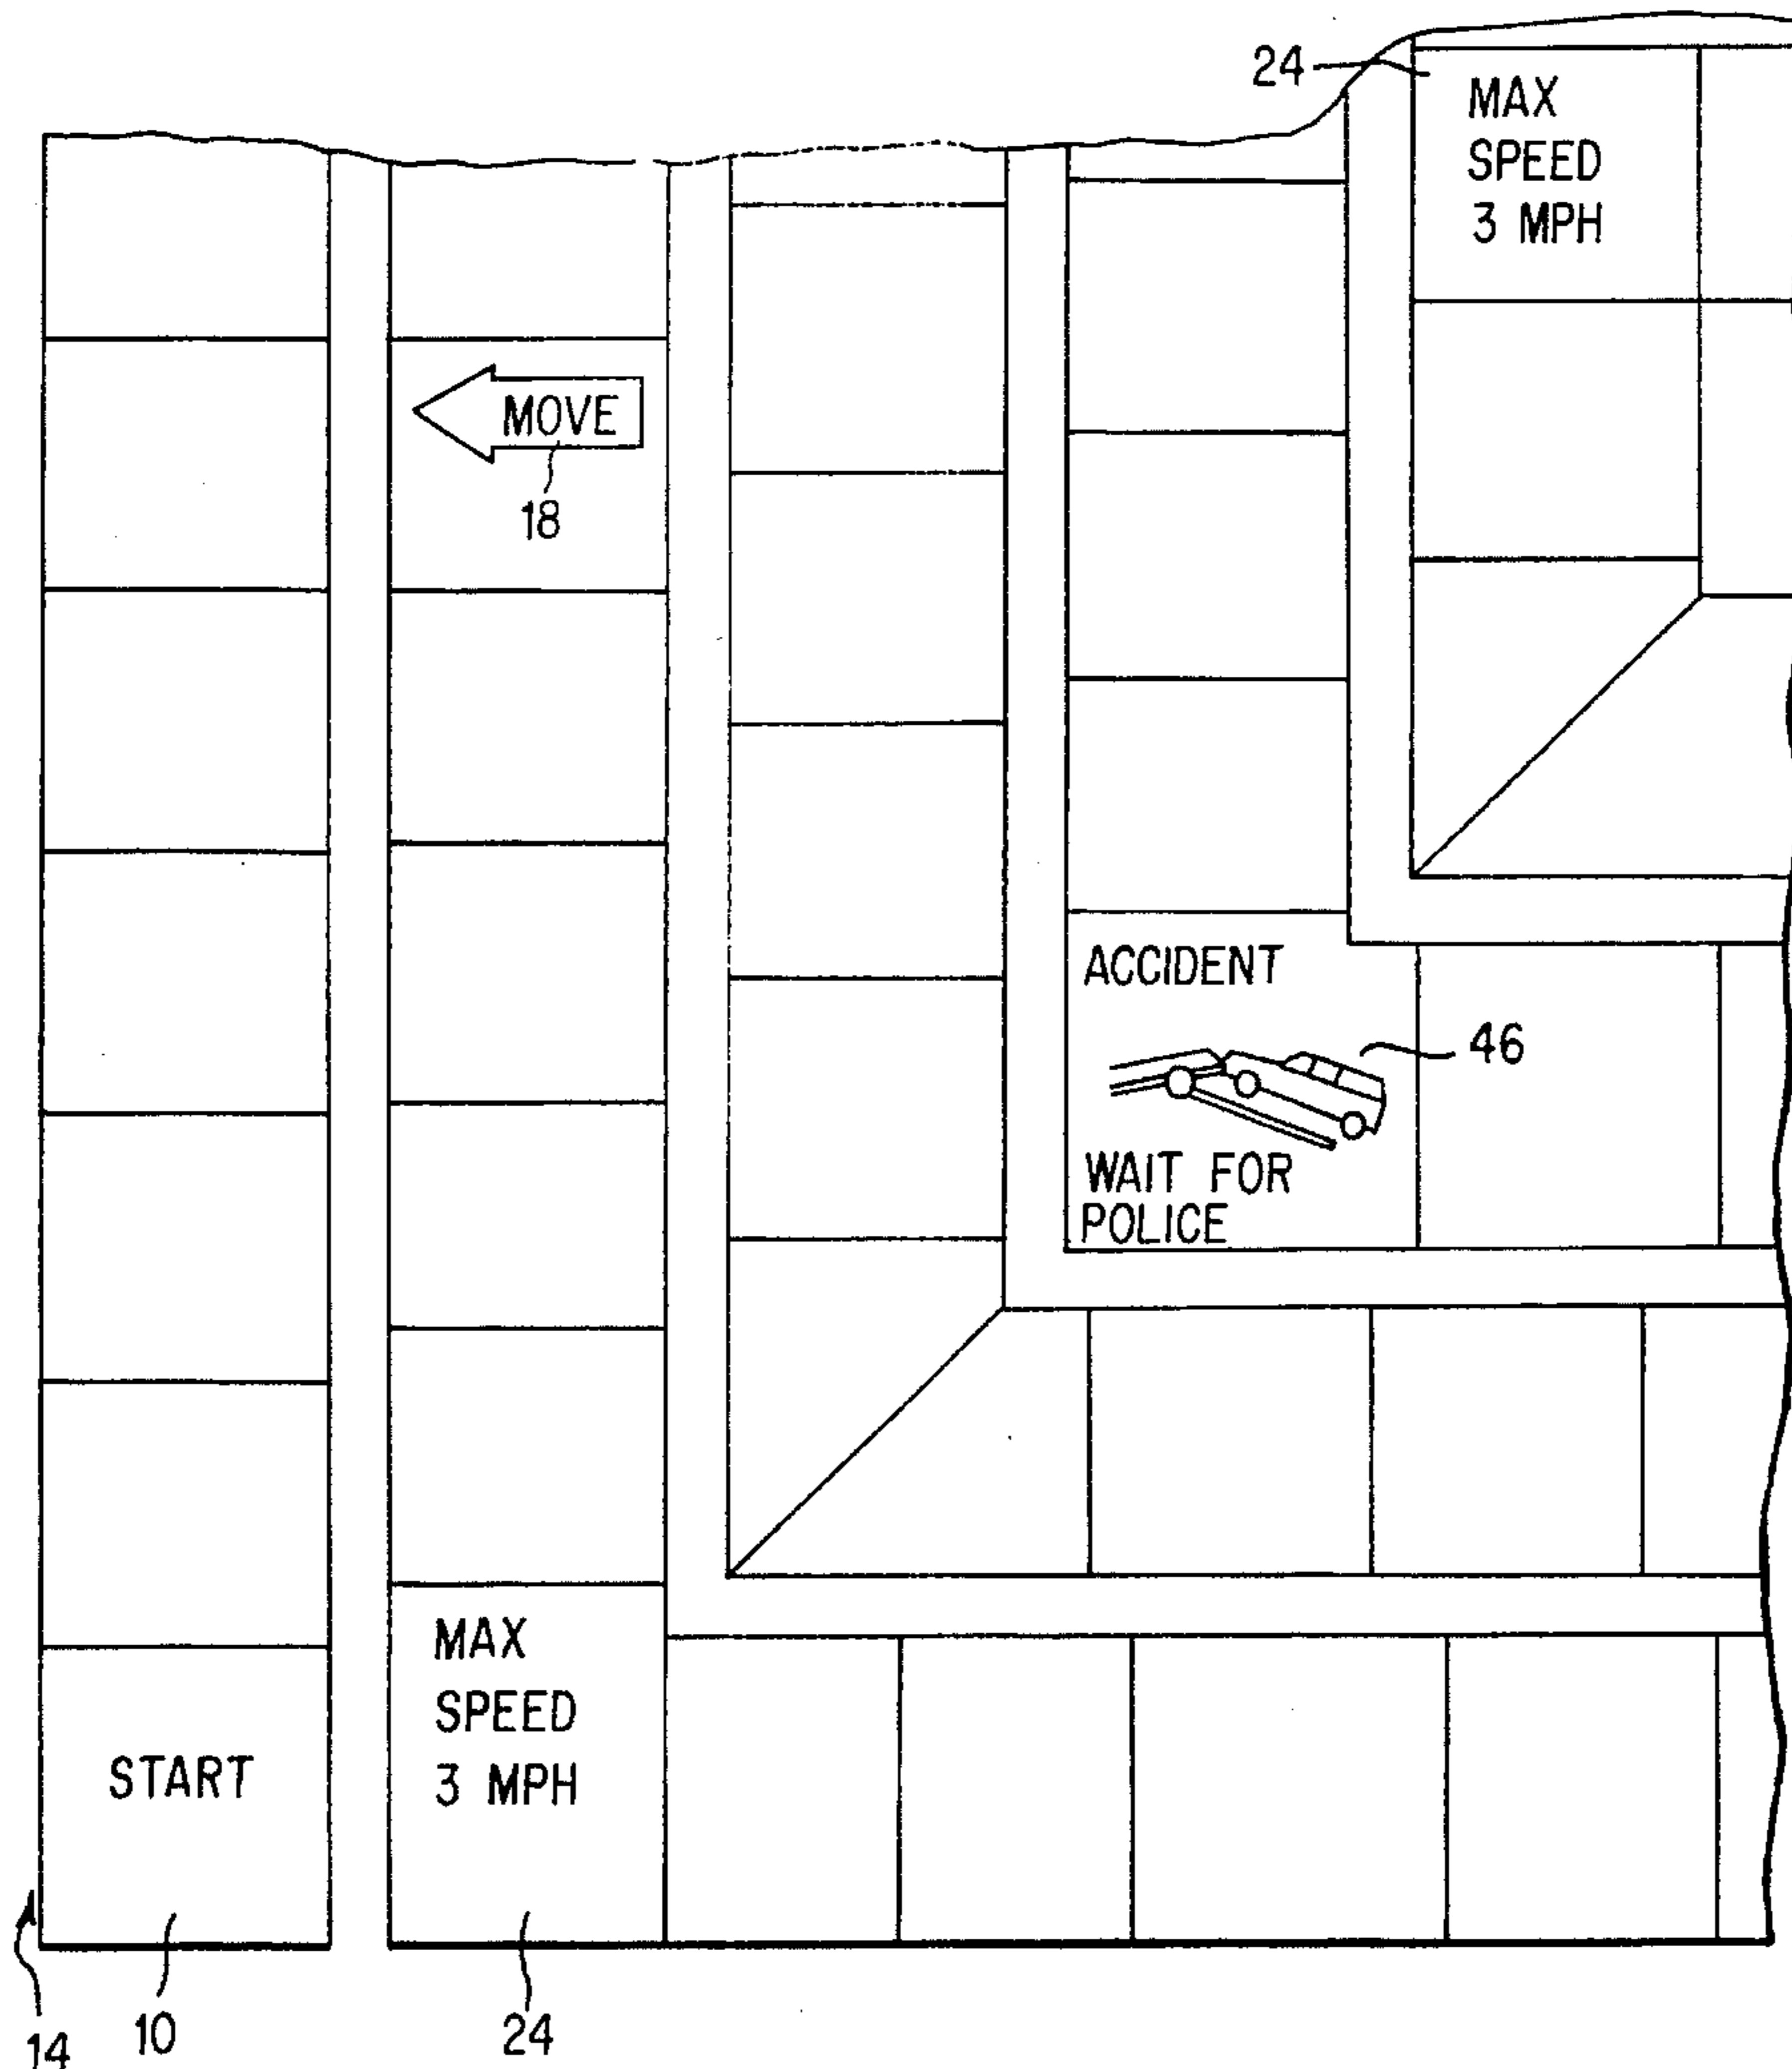 24
MAX
SPEED
3 MPH
MOVE
18
ACCIDENT
46
WAIT FOR
POLICE
MAX
SPEED
3 MPH
START
14
10
24